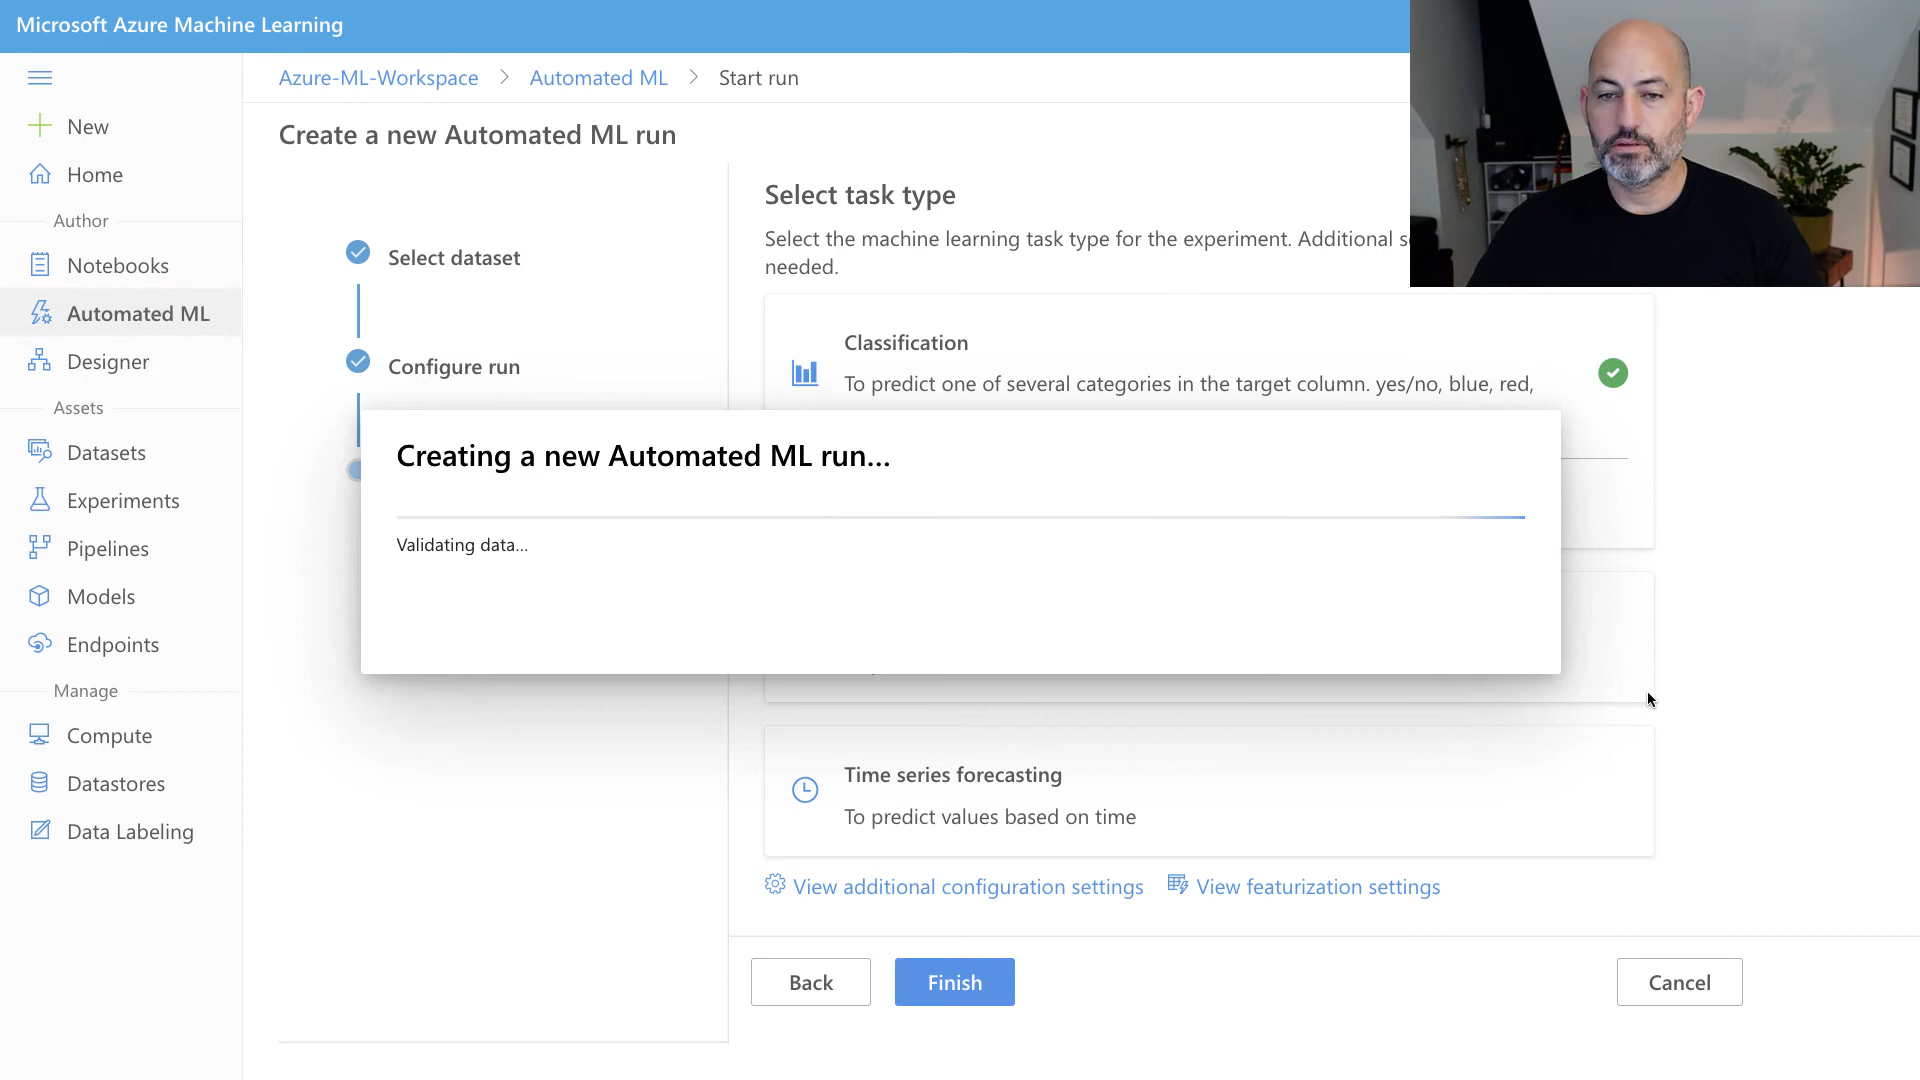 Microsoft Azure Machine Learning
Azure-ML-Workspace > Automated ML > Start run
New
Home
Author
Notebooks
Automated ML
Designer
Assets
Datasets
Experiments
Pipelines
Models
Endpoints
Manage
Compute
Datastores
Data Labeling
Create a new Automated ML run
Select dataset
Configure run
Select task type
Select the machine learning task type for the experiment. Additional
needed.
Classification
To predict one of several categories in the target column. yes/no, blue, red,
Creating a new Automated ML run...
Validating data...
Time series forecasting
To predict values based on time
View additional configuration settings View featurization settings
Back Finish Cancel